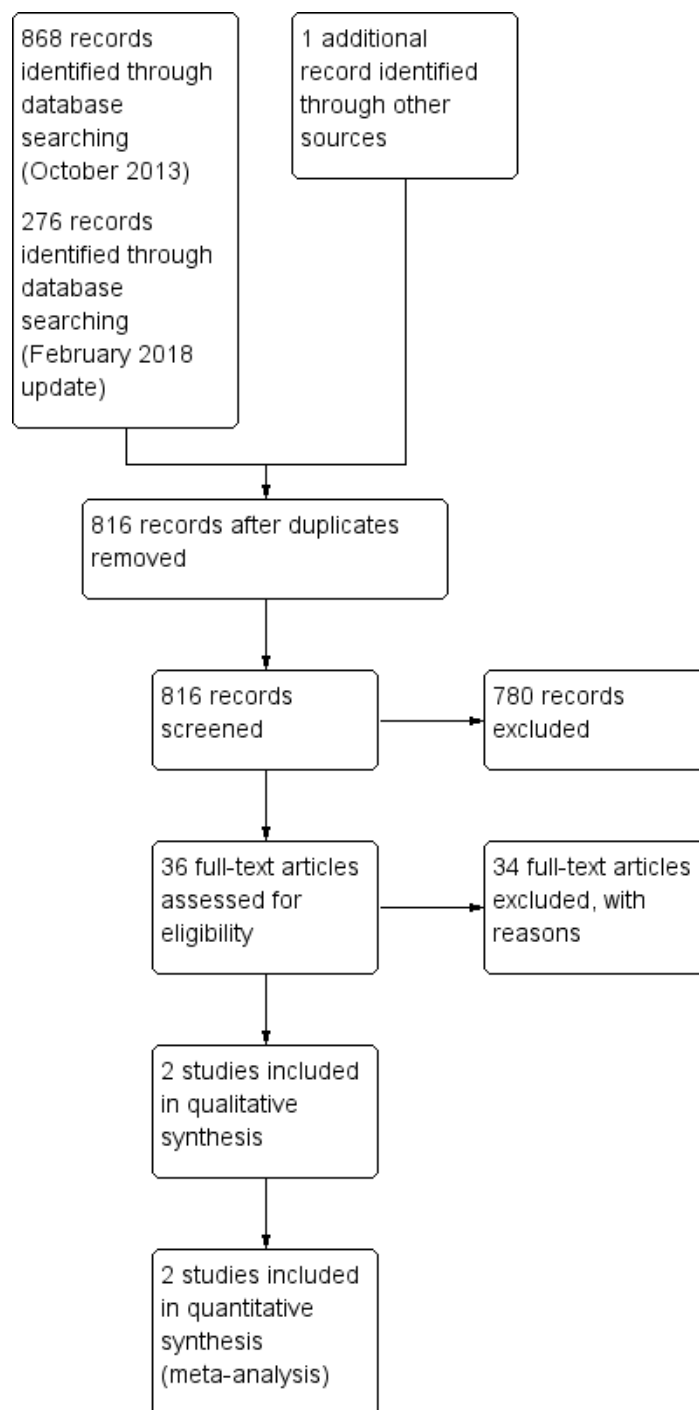 868 records
identified through
database
searching
(October 2013)
276 records
identified through
database
searching
(February 2018
update)
1 additional
record identified
through other
sources
816 records after duplicates
removed
816 records
screened
780 records
excluded
36 full-text articles
assessed for
eligibility
34 full-text articles
excluded, with
reasons
2 studies included
in qualitative
synthesis
2 studies included
in quantitative
synthesis
(meta-analysis)